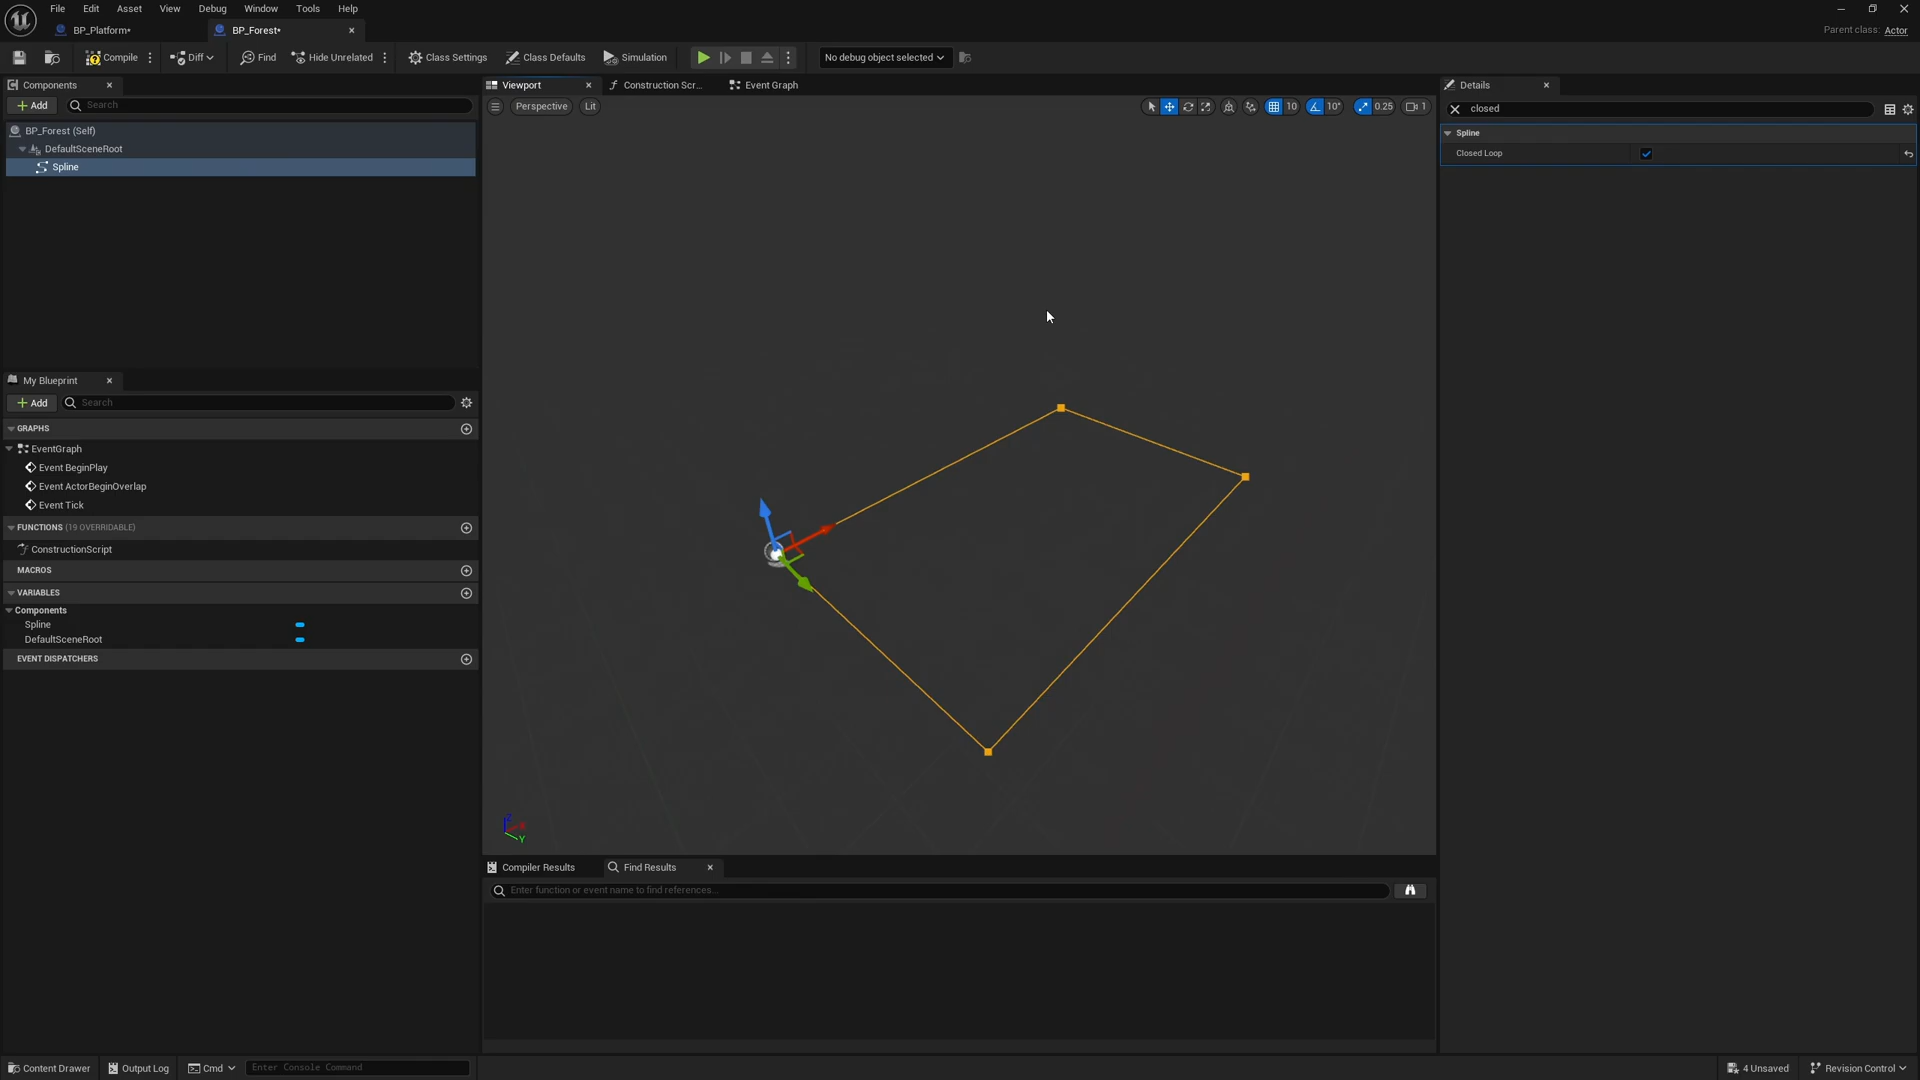 File Edit Asset View Debug Window Tools Help
BP_Platform* BP_Forest*
Parent class: Actor
Compile Diff Find Hide Unrelated Class Settings Class Defaults Simulation No debug object selected
Components
Add Search
BP_Forest (Self)
DefaultSceneRoot
Spline
My Blueprint
Add Search
GRAPHS
EventGraph
Event BeginPlay
Event ActorBeginOverlap
Event Tick
FUNCTIONS (19 OVERRIDABLE)
ConstructionScript
MACROS
VARIABLES
Components
Spline
DefaultSceneRoot
EVENT DISPATCHERS
Viewport Construction Scr... Event Graph
Perspective Lit 10 10° 0.25 1
Z X Y
Compiler Results Find Results
Enter function or event name to find references...
Details
closed
Spline
Closed Loop
Content Drawer Output Log Cmd Enter Console Command 4 Unsaved Revision Control